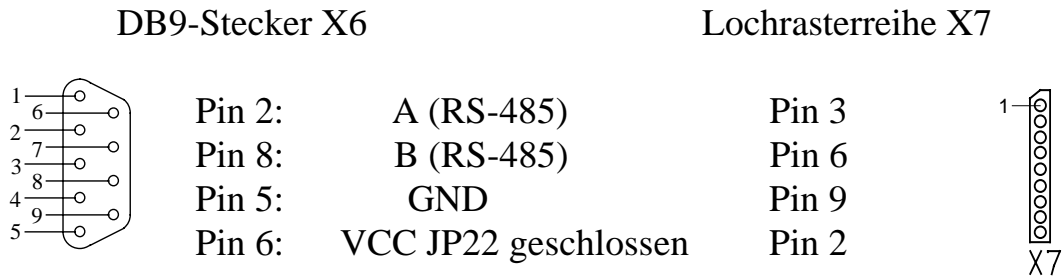 DB9-Stecker X6 Lochrasterreihe X7
1
6
2
7
3
8
4
9
5
Pin 2: A (RS-485) Pin 3
Pin 8: B (RS-485) Pin 6
Pin 5: GND Pin 9
Pin 6: VCC JP22 geschlossen Pin 2
1
X7